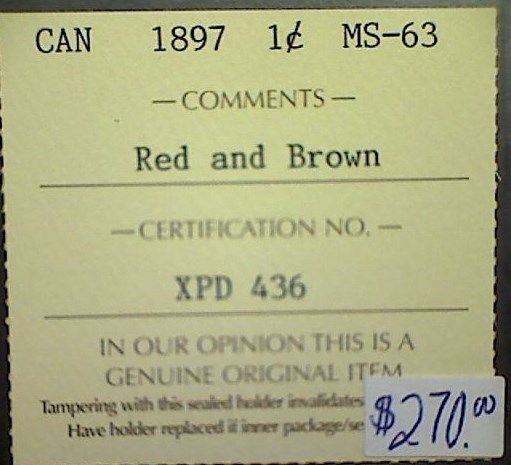 CAN 1897 1¢ MS-63
— COMMENTS —
Red and Brown
— CERTIFICATION NO. —
XPD 436
IN OUR OPINION THIS IS A
GENUINE ORIGINAL ITEM
Tampering with this sealed holder invalidates
Have holder replaced if inner package/se
$270.00